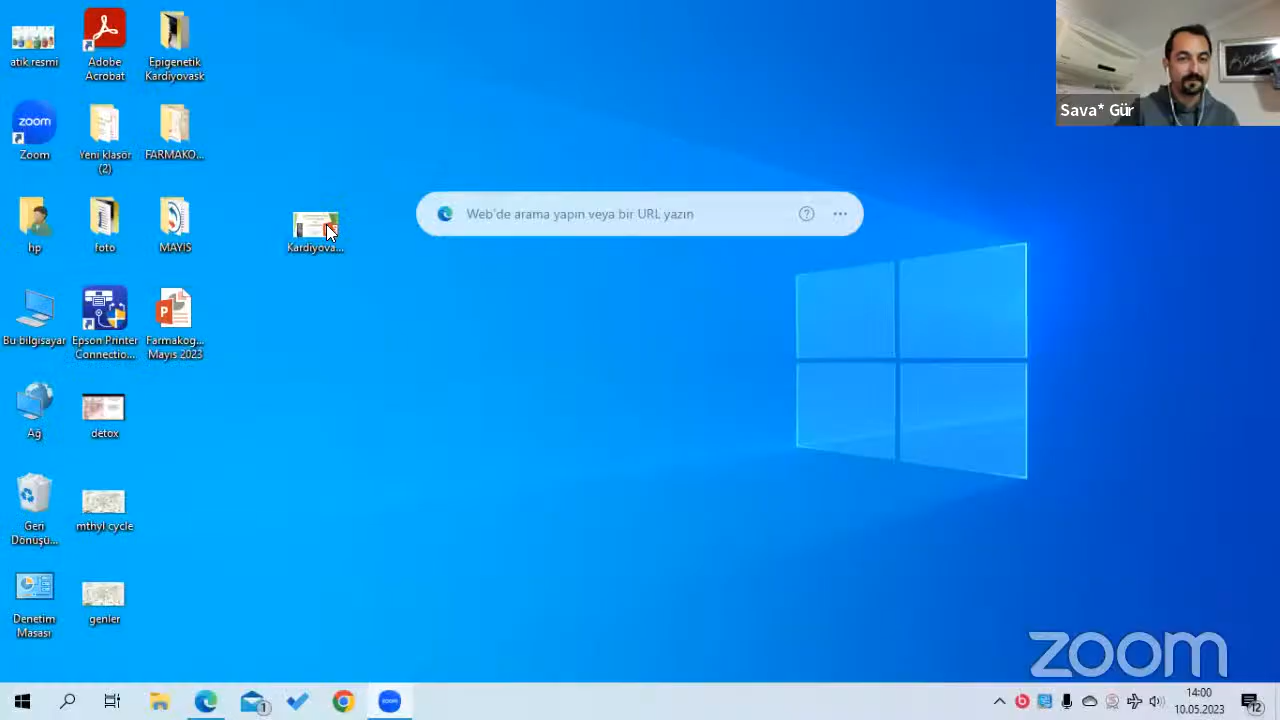 atik resmi
Adobe
Acrobat
Epigenetik
Kardiyovask
Sava* Gür
zoom
Zoom
Yeni klasör
(2)
FARMAKO...
hp
foto
MAYIS
Kardiyova...
Web'de arama yapın veya bir URL yazın
Bu bilgisayar
Epson Printer
Connectio...
Farmakog...
Mayıs 2023
Ağ
detox
Geri
Dönüşü...
mthyl cycle
Denetim
Masası
genler
zoom
1
zoom
14:00
10.05.2023
12